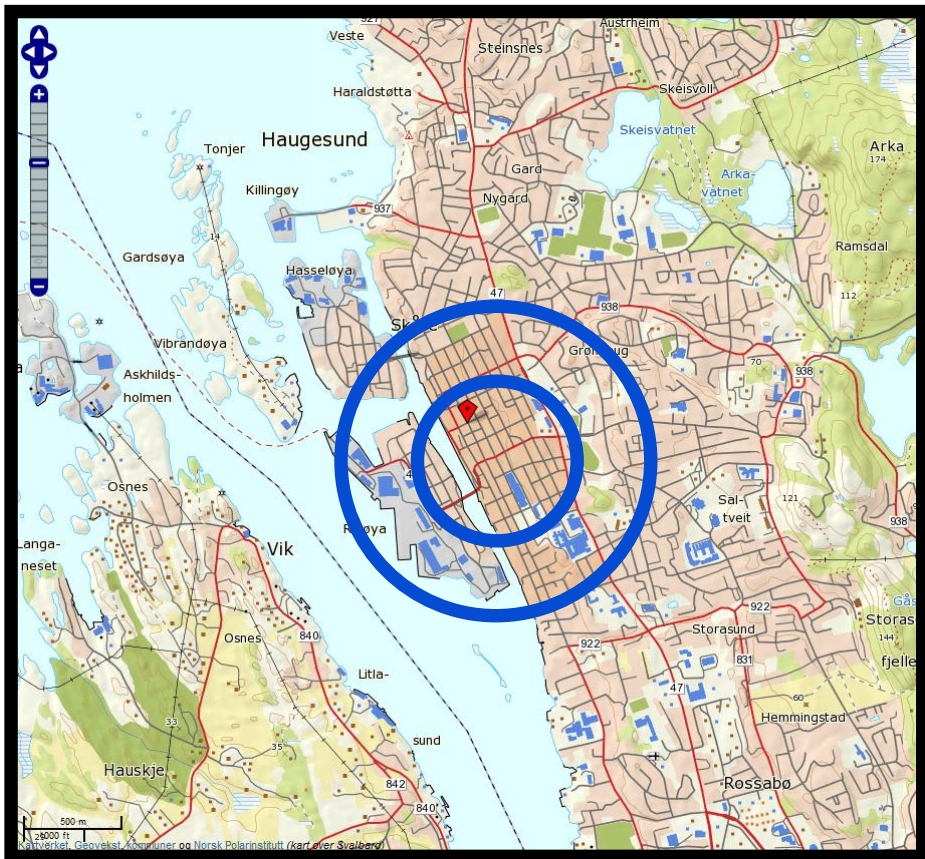 927
Austrheim
Veste
Steinsnes
Haraldstøtta
Skeisvoll
Skeisvatnet
Haugesund
Tonjer
Arka
174
Gard
Arka-
vatnet
Killingøy
Nygard
937
14
Ramsdal
Gardsøya
Hasseløya
112
47
938
Vibrandøya
70
938
Askhilds-
holmen
Osnes
Sal-
tveit
121
938
Langa-
neset
Vik
Gås
922
Storas
Storasund
144
Osnes
840
922
831
fjelle
Litla-
47
60
Hemmingstad
33
sund
35
Hauskje
842
Rossabø
840
500 m
Kartverket, Geovekst, kommuner og Norsk Polarinstitutt (kart over Svalbard)